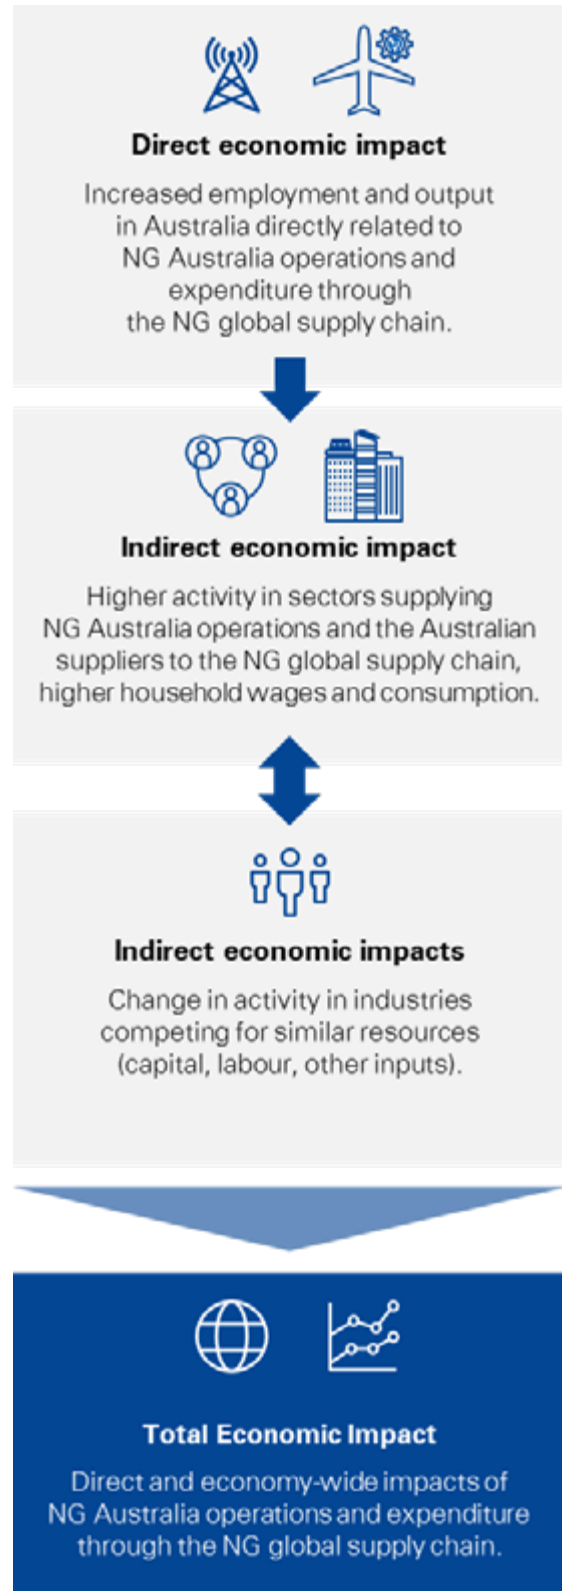 Direct economic impact
Increased employment and output
in Australia directly related to
NG Australia operations and
expenditure through
the NG global supply chain.
Indirect economic impact
Higher activity in sectors supplying
NG Australia operations and the Australian
suppliers to the NG global supply chain,
higher household wages and consumption.
Indirect economic impacts
Change in activity in industries
competing for similar resources
(capital, labour, other inputs).
Total Economic Impact
Direct and economy-wide impacts of
NG Australia operations and expenditure
through the NG global supply chain.